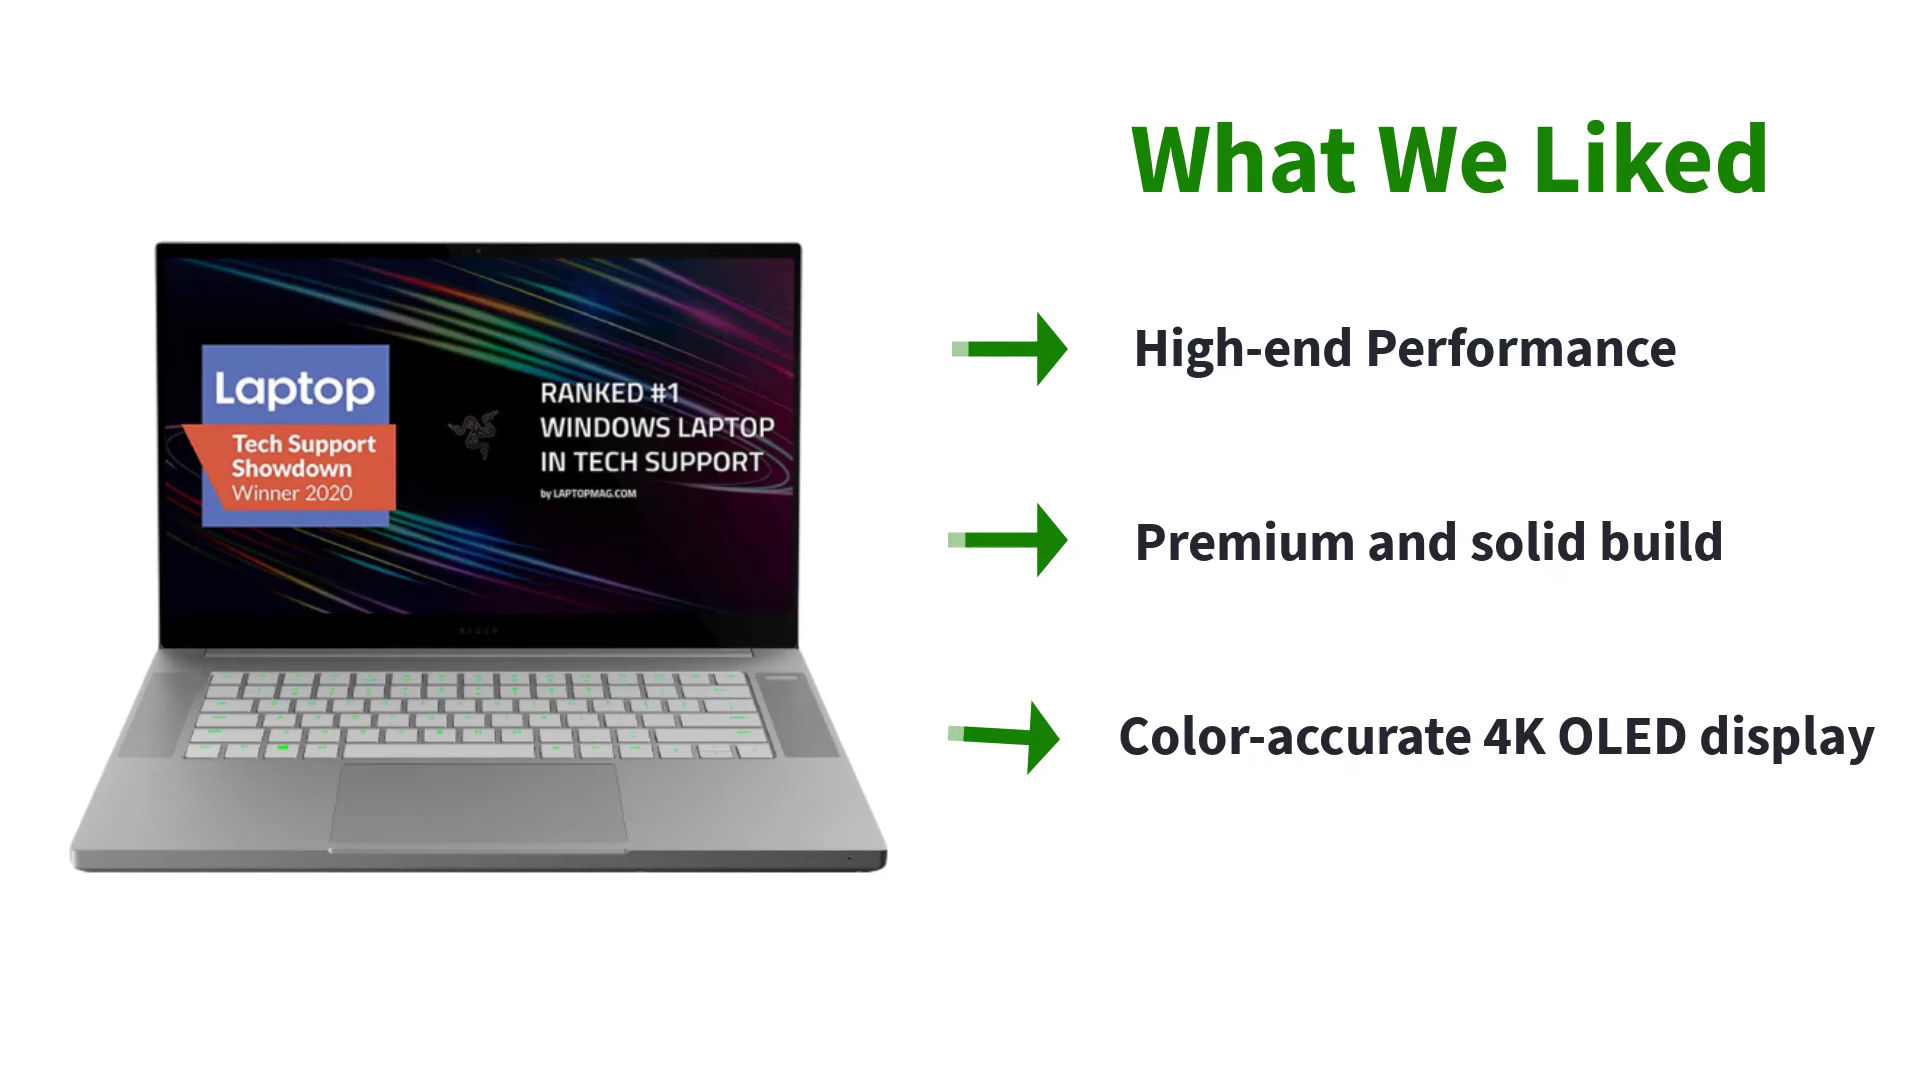 What We Liked
Laptop
Tech Support
Showdown
Winner 2020
RANKED #1
WINDOWS LAPTOP
IN TECH SUPPORT
by LAPTOPMAG.COM
RAZER
High-end Performance
Premium and solid build
Color-accurate 4K OLED display